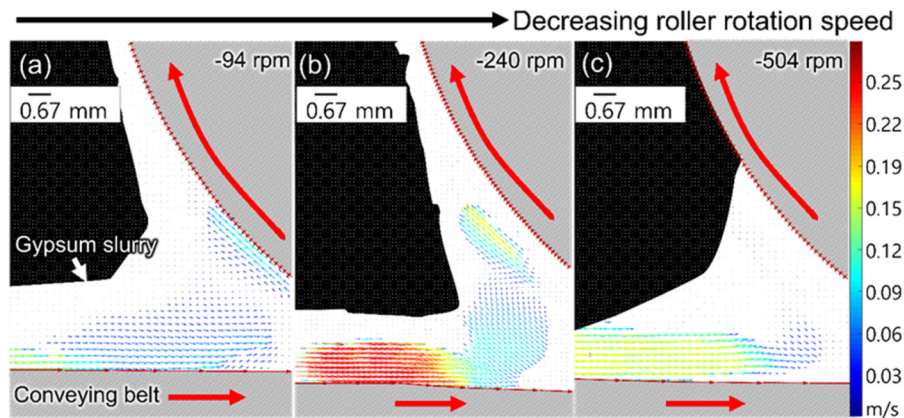 Decreasing roller rotation speed
(a)
-94 rpm
0.67 mm
Gypsum slurry
Conveying belt
(b)
-240 rpm
0.67 mm
(c)
-504 rpm
0.67 mm
0.25
0.22
0.19
0.15
0.12
0.09
0.06
0.03
m/s